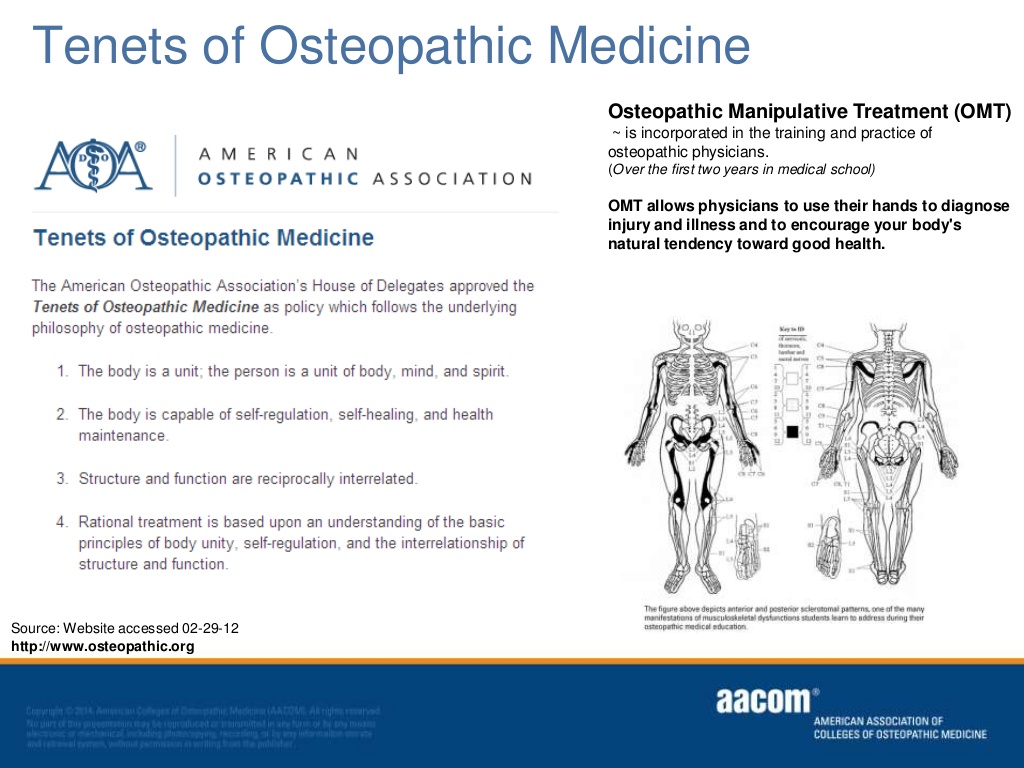 Tenets of Osteopathic Medicine
AOA®
D O
AMERICAN
OSTEOPATHIC ASSOCIATION
Tenets of Osteopathic Medicine
The American Osteopathic Association's House of Delegates approved the
Tenets of Osteopathic Medicine as policy which follows the underlying
philosophy of osteopathic medicine.
1. The body is a unit; the person is a unit of body, mind, and spirit.
2. The body is capable of self-regulation, self-healing, and health
maintenance.
3. Structure and function are reciprocally interrelated.
4. Rational treatment is based upon an understanding of the basic
principles of body unity, self-regulation, and the interrelationship of
structure and function.
Source: Website accessed 02-29-12
http://www.osteopathic.org
Osteopathic Manipulative Treatment (OMT)
~ is incorporated in the training and practice of
osteopathic physicians.
(Over the first two years in medical school)
OMT allows physicians to use their hands to diagnose
injury and illness and to encourage your body's
natural tendency toward good health.
Key to ID
of cervical,
thoracic,
lumbar and
sacral nerves
The figure above depicts anterior and posterior sclerotomal patterns, one of the many
manifestations of musculoskeletal dysfunctions students learn to address during their
osteopathic medical education.
Copyright © 2014, American Colleges of Osteopathic Medicine (AACOM). All rights reserved.
No part of this presentation may be reproduced or transmitted in any form or by any means
electronic or mechanical, including photocopying, recording, or by any information storage
and retrieval system, without permission in writing from the publisher.
aacom®
AMERICAN ASSOCIATION OF
COLLEGES OF OSTEOPATHIC MEDICINE